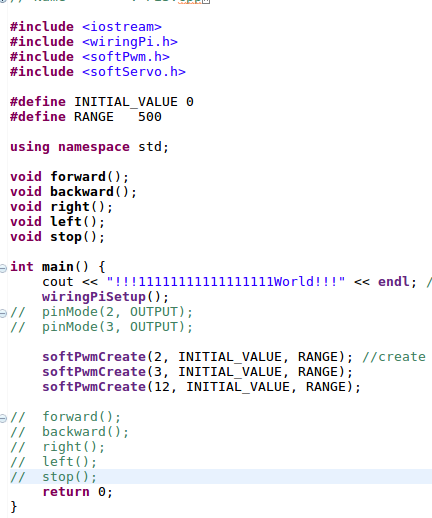 #include <iostream>
#include <wiringPi.h>
#include <softPwm.h>
#include <softServo.h>

#define INITIAL_VALUE 0
#define RANGE   500

using namespace std;

void forward();
void backward();
void right();
void left();
void stop();

int main() {
    cout << "!!!11111111111111111World!!!" << endl; /
    wiringPiSetup();
//  pinMode(2, OUTPUT);
//  pinMode(3, OUTPUT);

    softPwmCreate(2, INITIAL_VALUE, RANGE); //create
    softPwmCreate(3, INITIAL_VALUE, RANGE);
    softPwmCreate(12, INITIAL_VALUE, RANGE);

//  forward();
//  backward();
//  right();
//  left();
//  stop();
    return 0;
}